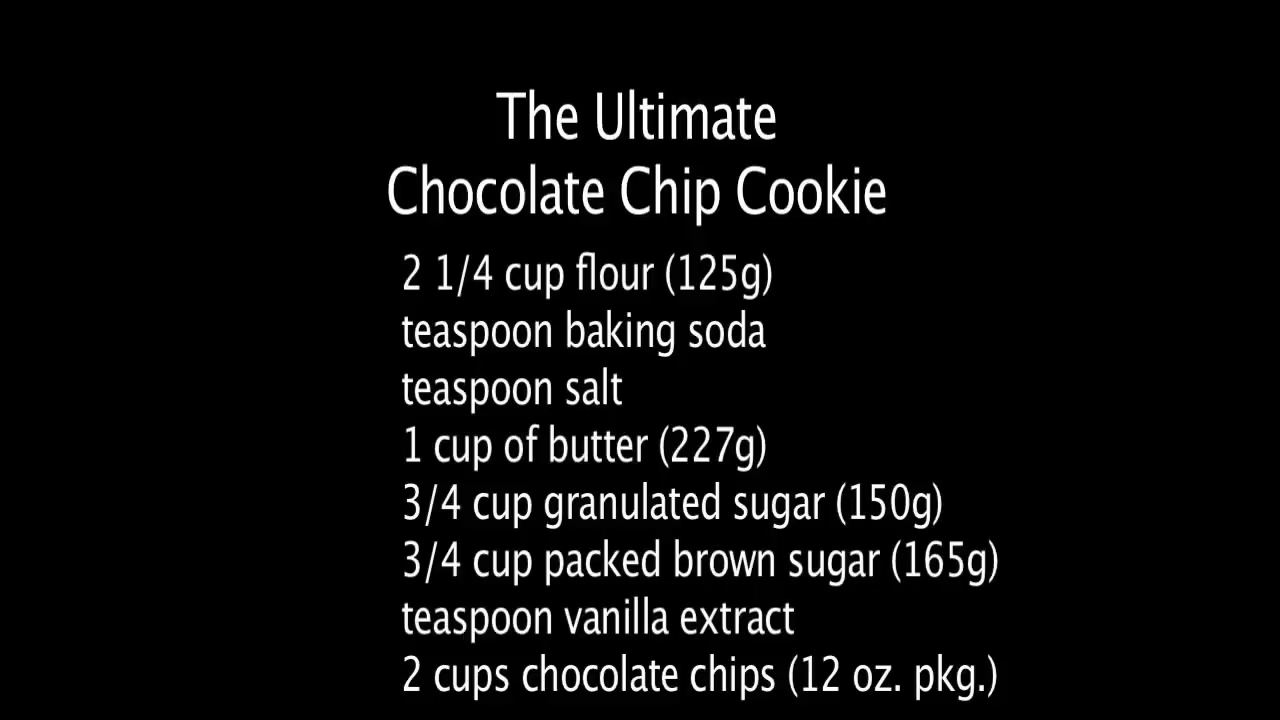 The Ultimate
Chocolate Chip Cookie
2 1/4 cup flour (125g)
teaspoon baking soda
teaspoon salt
1 cup of butter (227g)
3/4 cup granulated sugar (150g)
3/4 cup packed brown sugar (165g)
teaspoon vanilla extract
2 cups chocolate chips (12 oz. pkg.)